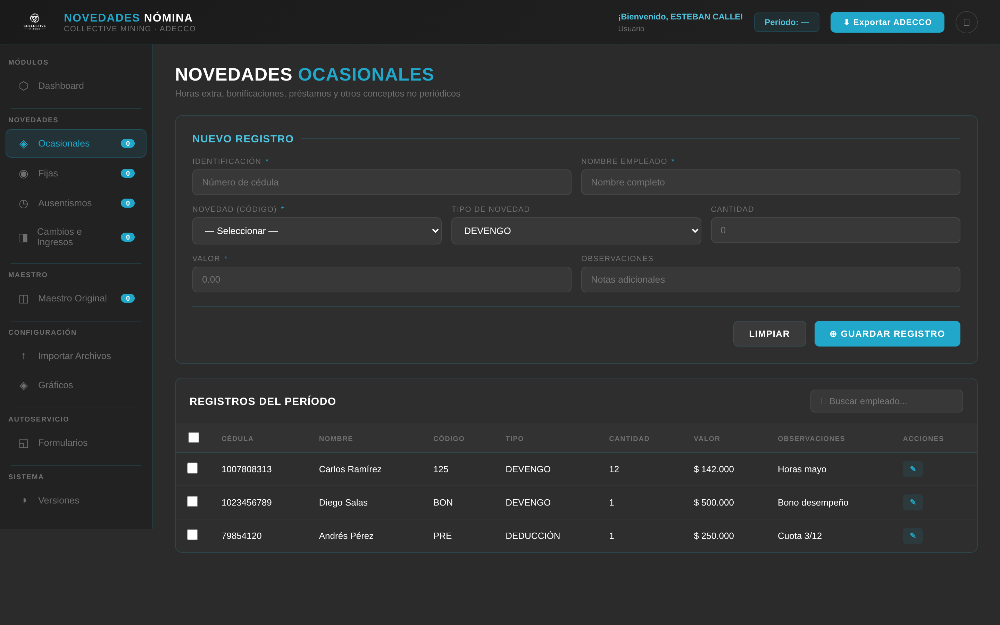 COLLECTIVE
MINING
NOVEDADES NÓMINA
COLLECTIVE MINING · ADECCO
¡Bienvenido, ESTEBAN CALLE!
Usuario
Período: —
⬇ Exportar ADECCO
MÓDULOS
Dashboard
NOVEDADES
Ocasionales 0
Fijas 0
Ausentismos 0
Cambios e
Ingresos 0
MAESTRO
Maestro Original 0
CONFIGURACIÓN
↑ Importar Archivos
Gráficos
AUTOSERVICIO
Formularios
SISTEMA
Versiones
NOVEDADES OCASIONALES
Horas extra, bonificaciones, préstamos y otros conceptos no periódicos
NUEVO REGISTRO
IDENTIFICACIÓN * NOMBRE EMPLEADO *
Número de cédula Nombre completo
NOVEDAD (CÓDIGO) * TIPO DE NOVEDAD CANTIDAD
— Seleccionar — DEVENGO 0
VALOR * OBSERVACIONES
0.00 Notas adicionales
LIMPIAR ⊕ GUARDAR REGISTRO
REGISTROS DEL PERÍODO
Buscar empleado...
CÉDULA NOMBRE CÓDIGO TIPO CANTIDAD VALOR OBSERVACIONES ACCIONES
1007808313 Carlos Ramírez 125 DEVENGO 12 $ 142.000 Horas mayo ✎
1023456789 Diego Salas BON DEVENGO 1 $ 500.000 Bono desempeño ✎
79854120 Andrés Pérez PRE DEDUCCIÓN 1 $ 250.000 Cuota 3/12 ✎